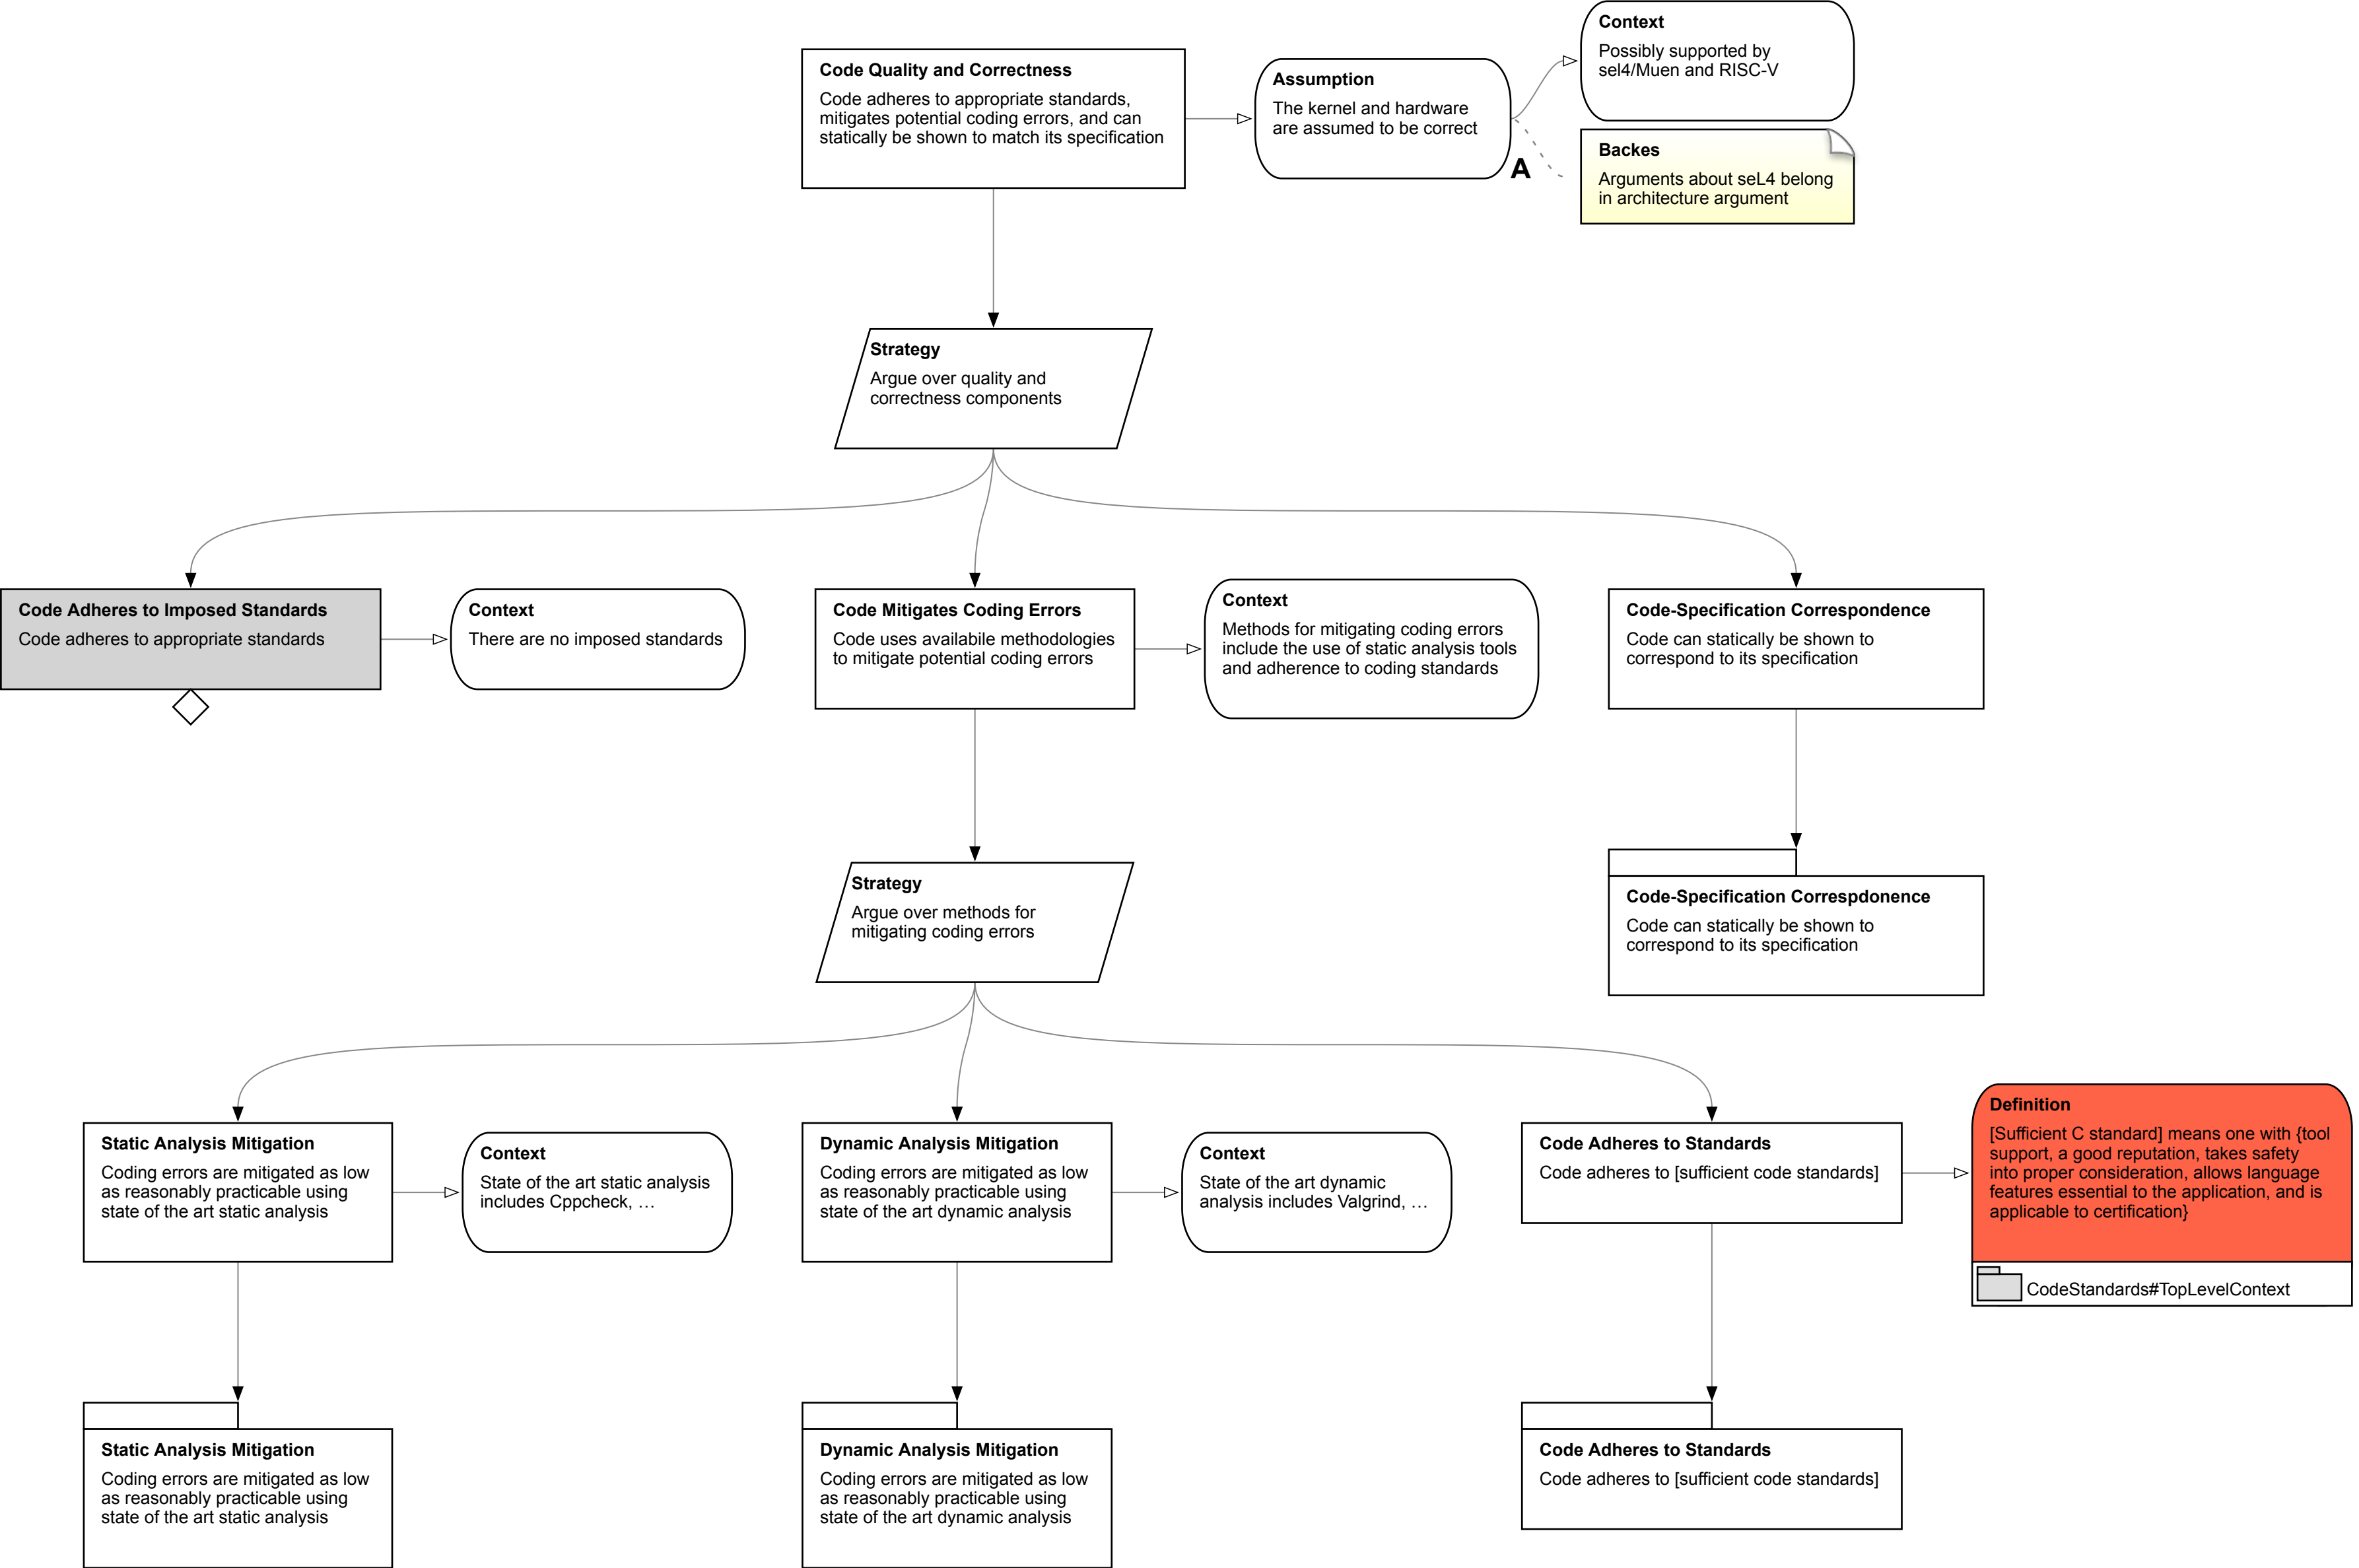 Context
Possibly supported by
sel4/Muen and RISC-V
Code Quality and Correctness
Code adheres to appropriate standards,
mitigates potential coding errors, and can
statically be shown to match its specification
Assumption
The kernel and hardware
are assumed to be correct
A
Backes
Arguments about seL4 belong
in architecture argument
Strategy
Argue over quality and
correctness components
Code Adheres to Imposed Standards
Code adheres to appropriate standards
Context
There are no imposed standards
Code Mitigates Coding Errors
Code uses availabile methodologies
to mitigate potential coding errors
Context
Methods for mitigating coding errors
include the use of static analysis tools
and adherence to coding standards
Code-Specification Correspondence
Code can statically be shown to
correspond to its specification
Strategy
Argue over methods for
mitigating coding errors
Code-Specification Correspdonence
Code can statically be shown to
correspond to its specification
Static Analysis Mitigation
Coding errors are mitigated as low
as reasonably practicable using
state of the art static analysis
Context
State of the art static analysis
includes Cppcheck, …
Dynamic Analysis Mitigation
Coding errors are mitigated as low
as reasonably practicable using
state of the art dynamic analysis
Context
State of the art dynamic
analysis includes Valgrind, …
Code Adheres to Standards
Code adheres to [sufficient code standards]
Definition
[Sufficient C standard] means one with {tool
support, a good reputation, takes safety
into proper consideration, allows language
features essential to the application, and is
applicable to certification}
CodeStandards#TopLevelContext
Static Analysis Mitigation
Coding errors are mitigated as low
as reasonably practicable using
state of the art static analysis
Dynamic Analysis Mitigation
Coding errors are mitigated as low
as reasonably practicable using
state of the art dynamic analysis
Code Adheres to Standards
Code adheres to [sufficient code standards]